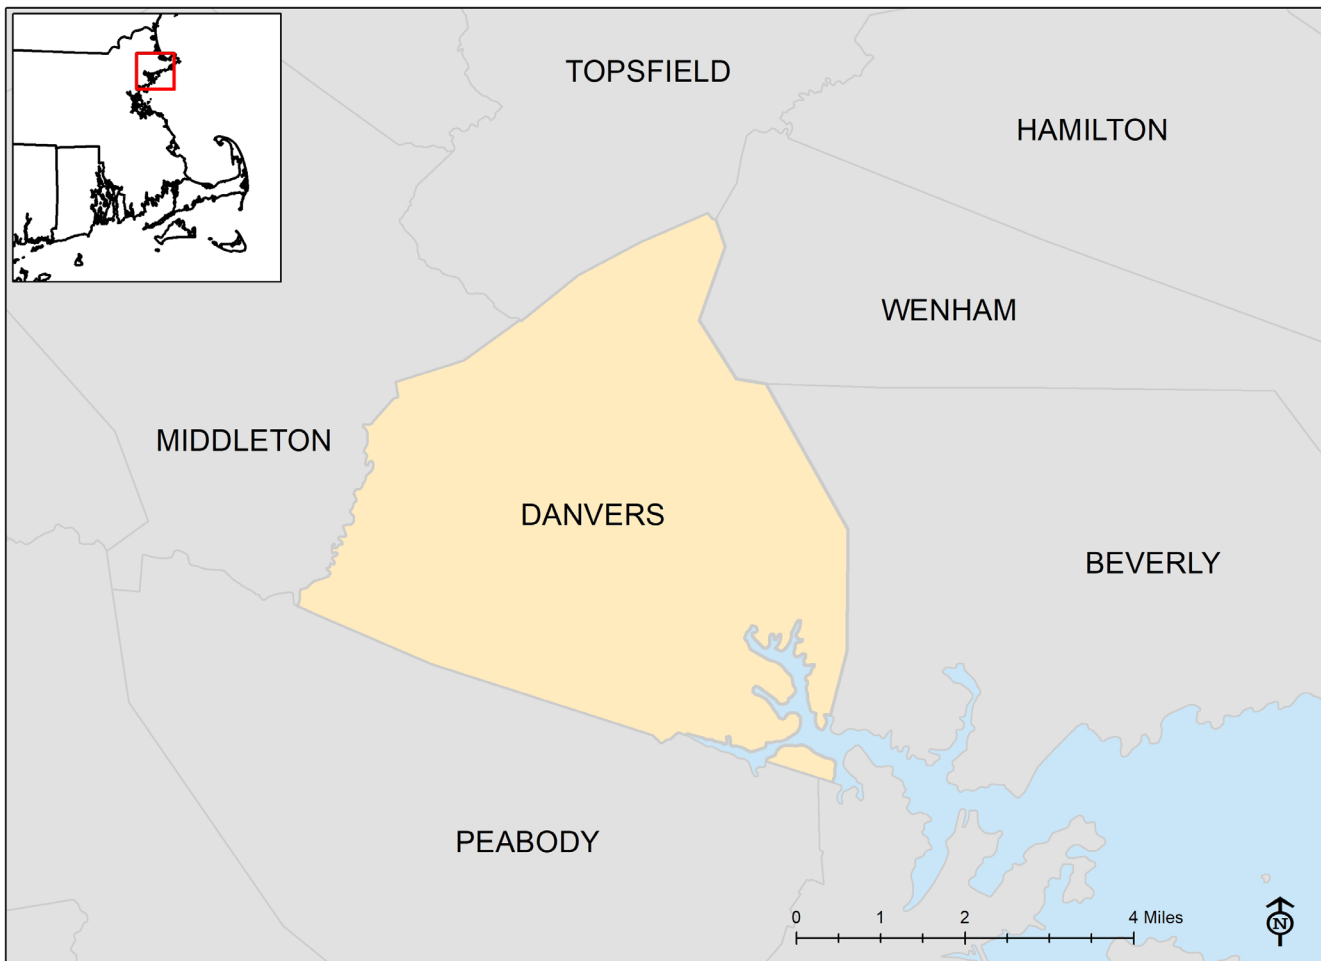 TOPSFIELD
HAMILTON
WENHAM
MIDDLETON
DANVERS
BEVERLY
PEABODY
0 1 2 4 Miles
N